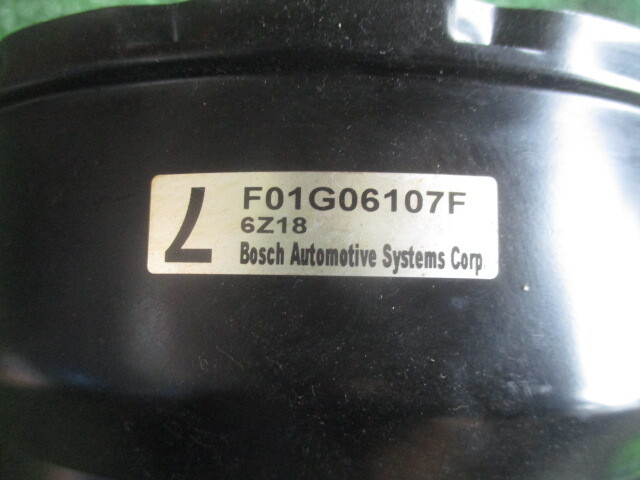 7
F01G06107F
6Z18
Bosch Automotive Systems Corp